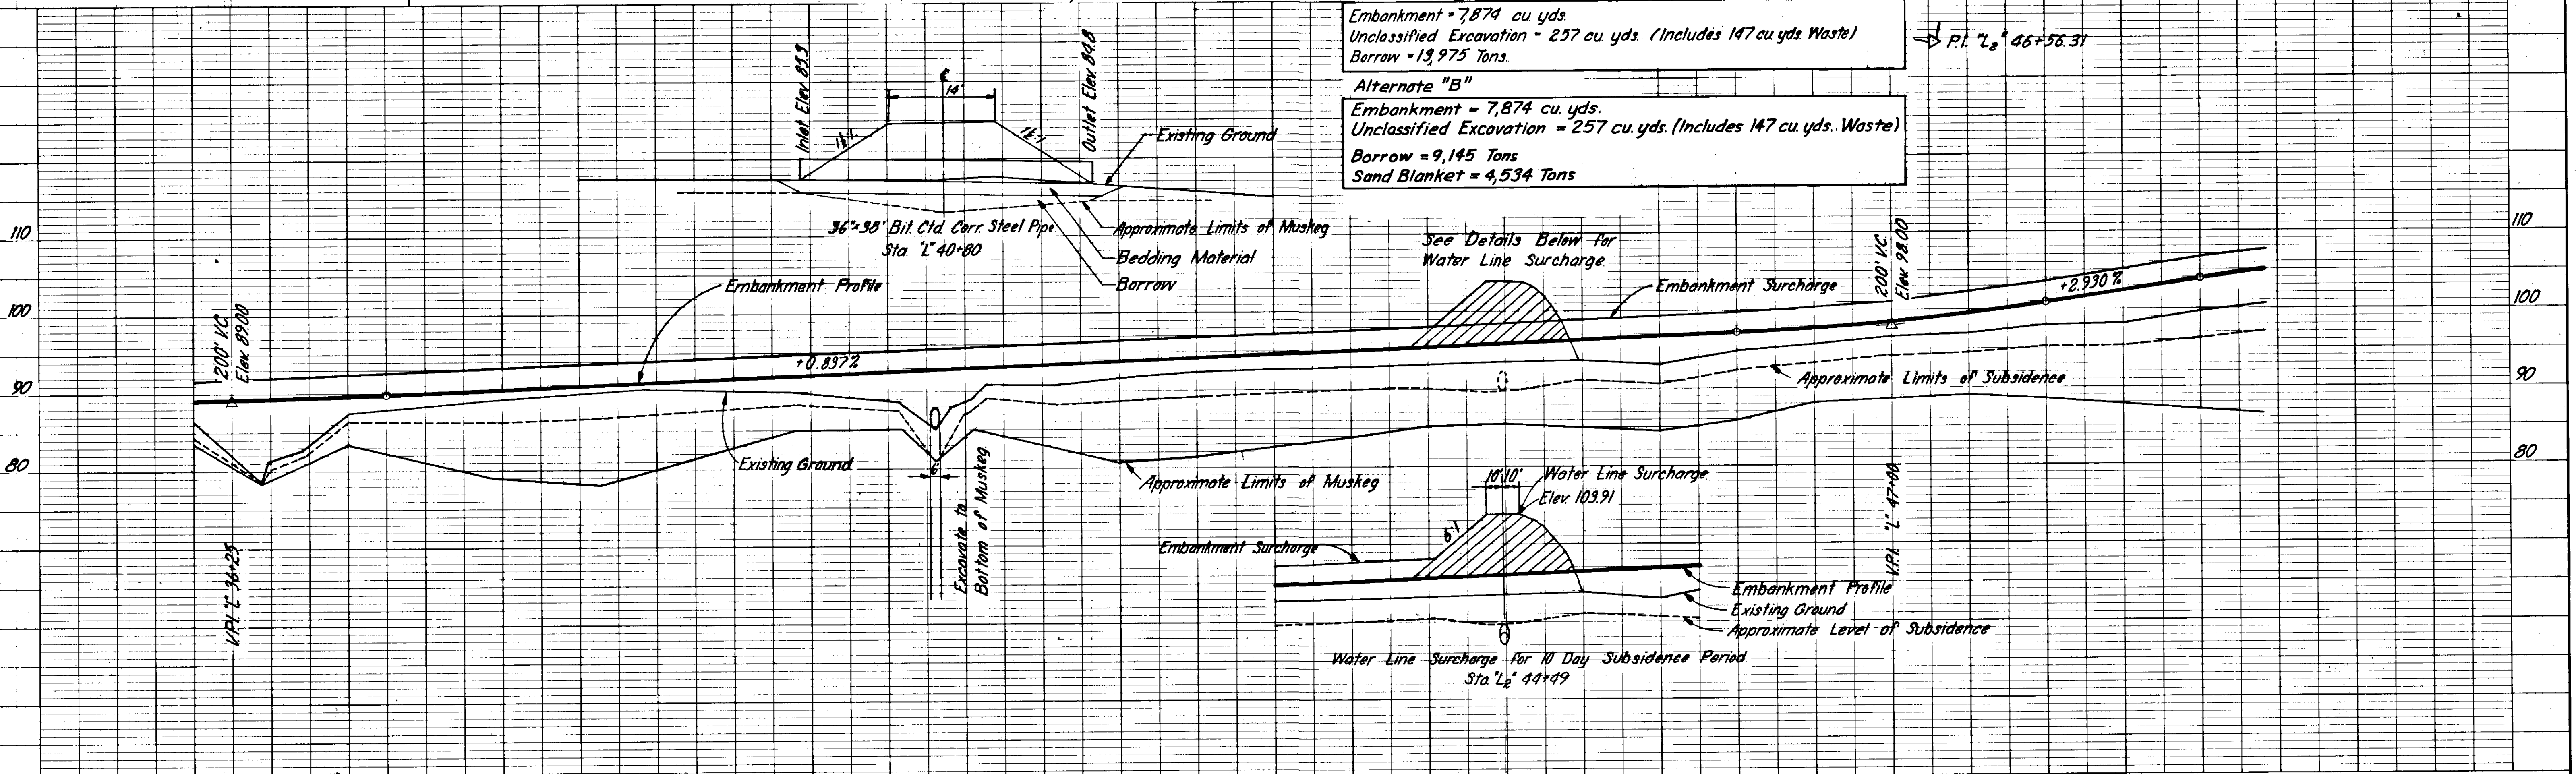 Embankment = 7,874 cu. yds.
Unclassified Excavation = 257 cu. yds. (Includes 147 cu. yds. Waste)
Borrow = 13,975 Tons.
P.I. "L2" 46+56.31
Alternate "B"
Embankment = 7,874 cu. yds.
Unclassified Excavation = 257 cu. yds. (Includes 147 cu. yds. Waste)
Borrow = 9,145 Tons
Sand Blanket = 4,534 Tons
Inlet Elev. 85.9
Outlet Elev. 84.8
14'
1½:1
1½:1
Existing Ground
36"x38' Bit. Ctd. Corr. Steel Pipe
Sta. "L" 40+80
Approximate Limits of Muskeg
Bedding Material
Borrow
See Details Below for
Water Line Surcharge
110
110
100
100
90
90
80
80
200' V.C.
Elev. 89.00
Embankment Profile
+0.837%
Embankment Surcharge
200' V.C.
Elev. 98.00
+2.930%
Approximate Limits of Subsidence
Existing Ground
6'
Excavate to
Bottom of Muskeg
Approximate Limits of Muskeg
V.P.I. "L" 36+25
V.P.I. "L" 47+00
10' 10'
Water Line Surcharge
Elev. 103.91
6:1
Embankment Surcharge
Embankment Profile
Existing Ground
Approximate Level of Subsidence
Water Line Surcharge for 10 Day Subsidence Period
Sta. "L2" 44+49